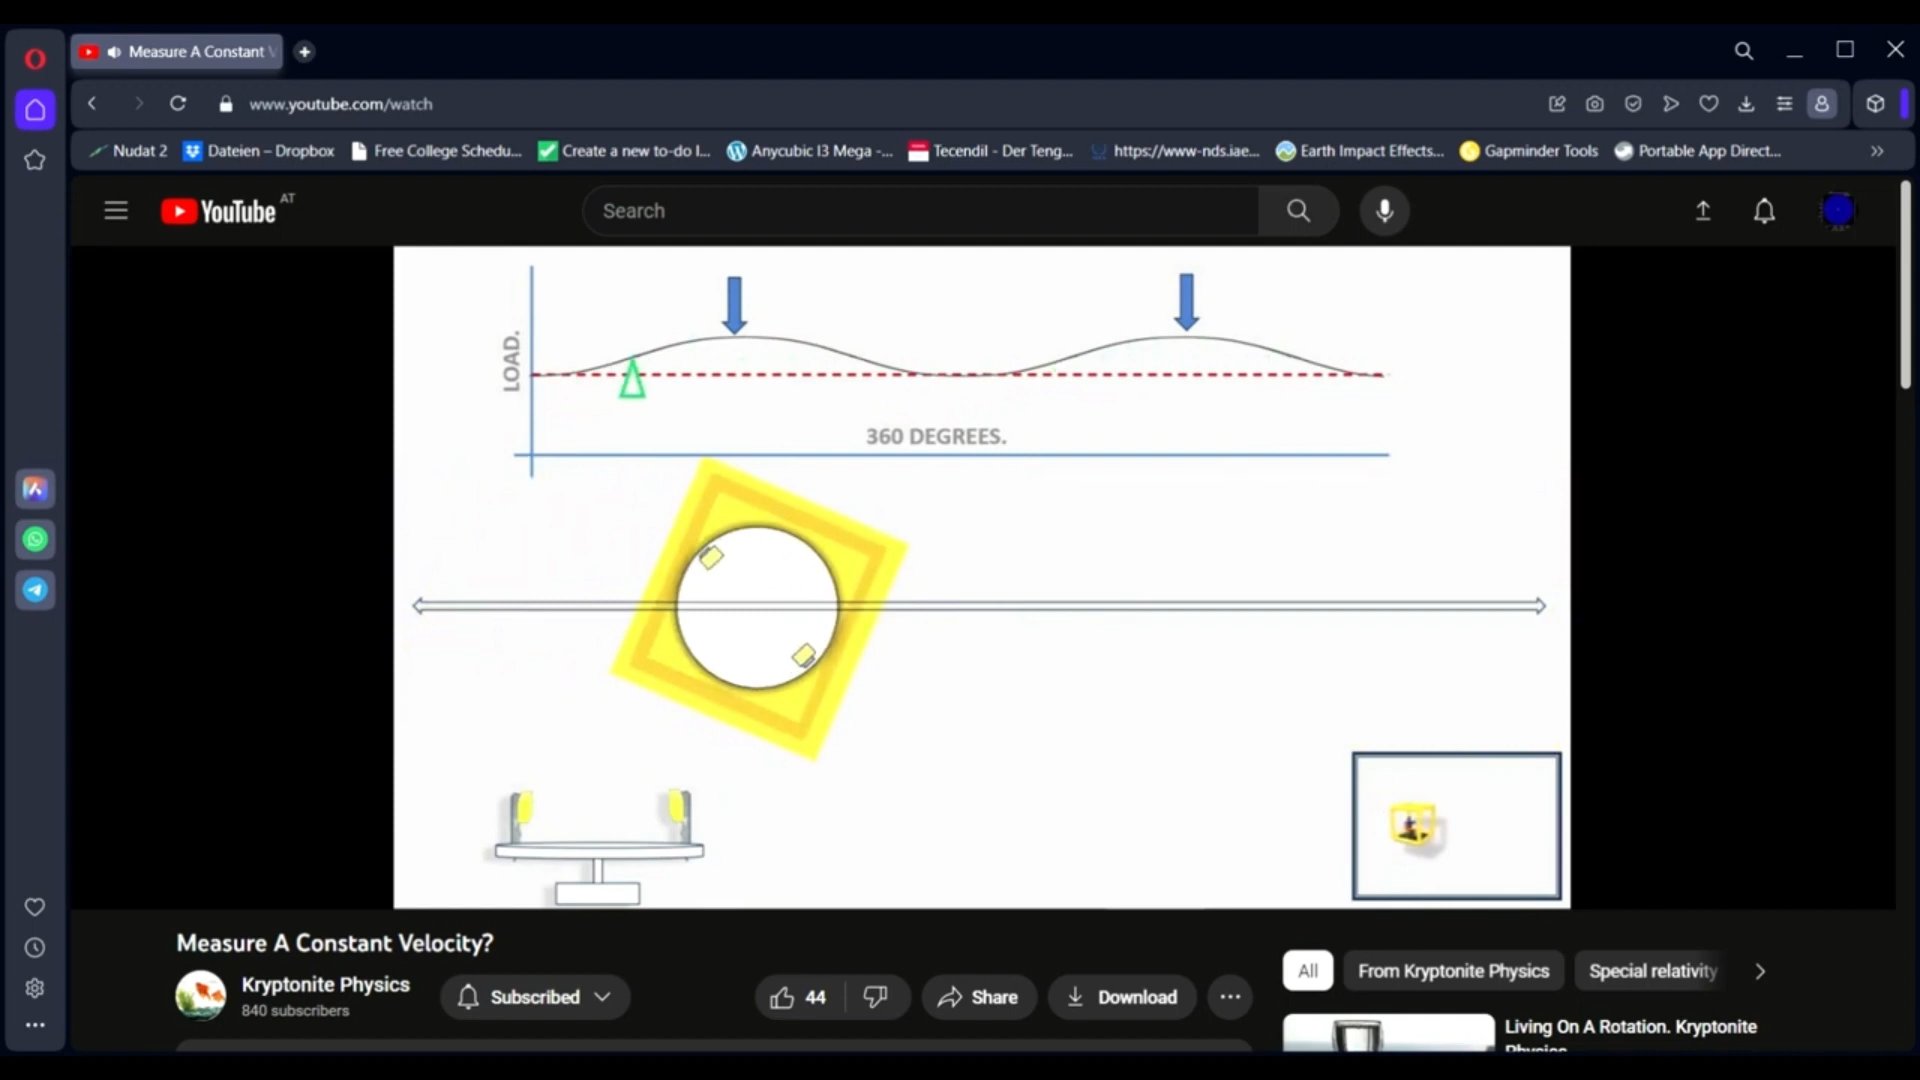 Measure A Constant V
www.youtube.com/watch
Nudat 2
Dateien – Dropbox
Free College Schedu...
Create a new to-do l...
Anycubic I3 Mega -...
Tecendil - Der Teng...
https://www-nds.iae...
Earth Impact Effects...
Gapminder Tools
Portable App Direct...
YouTube AT
Search
LOAD.
360 DEGREES.
Measure A Constant Velocity?
Kryptonite Physics
840 subscribers
Subscribed
44
Share
Download
All
From Kryptonite Physics
Special relativity
Living On A Rotation. Kryptonite
Physics